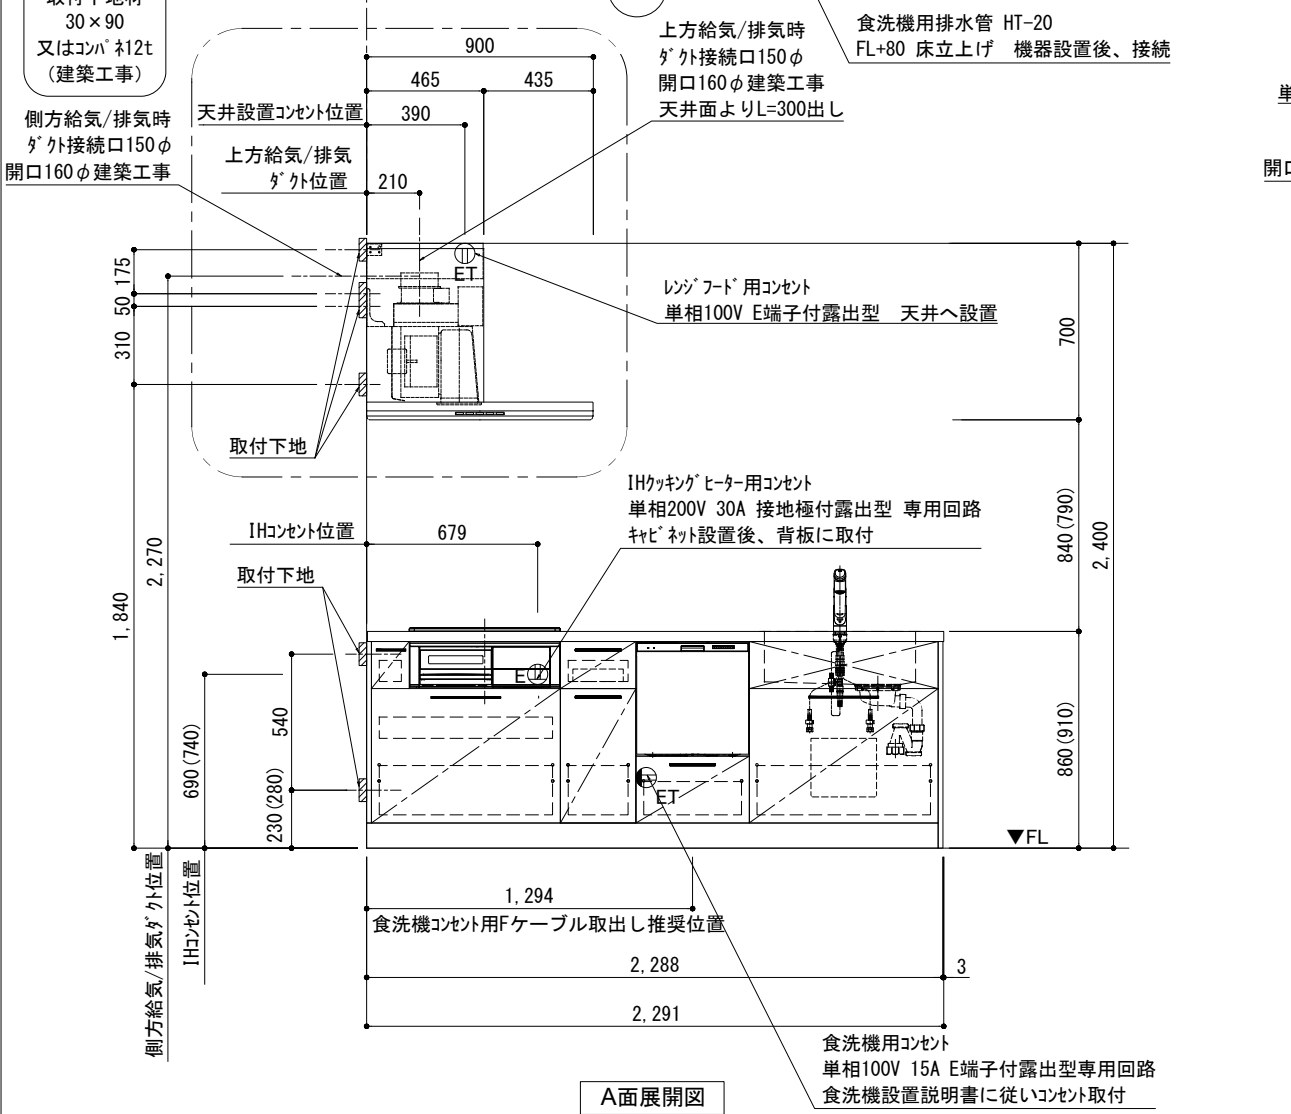 30×90
又はｺﾝﾊﾟﾈ12t
(建築工事)
側方給気/排気時
ﾀﾞｸﾄ接続口150φ
開口160φ建築工事
上方給気/排気時
ﾀﾞｸﾄ接続口150φ
開口160φ建築工事
天井面よりL=300出し
食洗機用排水管 HT-20
FL+80 床立上げ 機器設置後、接続
900
465
435
天井設置ｺﾝｾﾝﾄ位置
390
上方給気/排気
ﾀﾞｸﾄ位置
210
ET
ﾚﾝｼﾞﾌｰﾄﾞ用ｺﾝｾﾝﾄ
単相100V E端子付露出型 天井へ設置
175
50
310
700
取付下地
IHｸｯｷﾝｸﾞﾋｰﾀｰ用ｺﾝｾﾝﾄ
単相200V 30A 接地極付露出型 専用回路
ｷｬﾋﾞﾈｯﾄ設置後、背板に取付
IHｺﾝｾﾝﾄ位置
679
取付下地
840(790)
2,400
2,270
1,840
E
540
690(740)
230(280)
860(910)
ET
▼FL
側方給気/排気ﾀﾞｸﾄ位置
IHｺﾝｾﾝﾄ位置
1,294
食洗機ｺﾝｾﾝﾄ用Fケーブル取出し推奨位置
2,288
3
2,291
食洗機用ｺﾝｾﾝﾄ
単相100V 15A E端子付露出型専用回路
食洗機設置説明書に従いｺﾝｾﾝﾄ取付
A面展開図